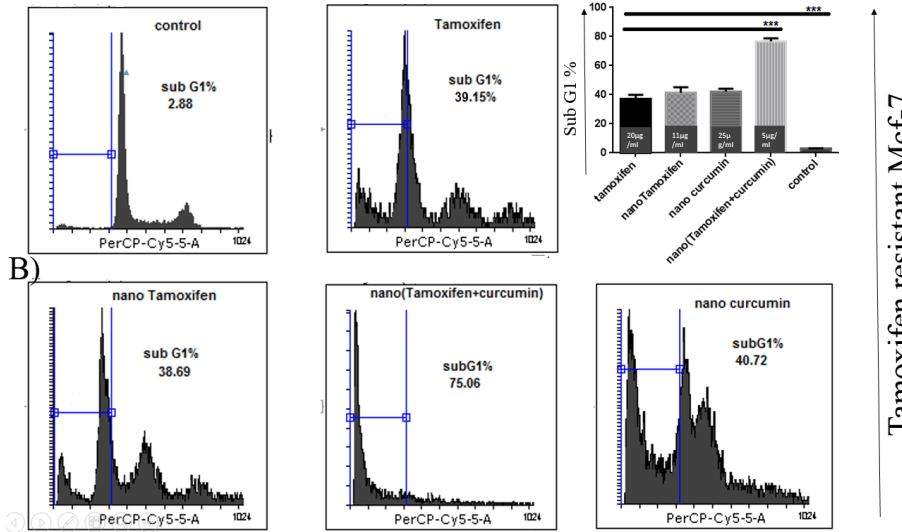 control
sub G1%
2.88
1024
PerCP-Cy5-5-A
Tamoxifen
sub G1%
39.15%
1024
PerCP-Cy5-5-A
100
80
60
40
20
0
Sub G1 %
***
***
20µg
/ml
11µg
/ml
25µ
g/ml
5µg/
ml
tamoxifen
nanoTamoxifen
nano curcumin
nano(Tamoxifen+curcumin)
control
Tamoxifen resistant Mcf-7
B)
nano Tamoxifen
sub G1%
38.69
1024
PerCP-Cy5-5-A
nano(Tamoxifen+curcumin)
subG1%
75.06
1024
PerCP-Cy5-5-A
nano curcumin
subG1%
40.72
1024
PerCP-Cy5-5-A